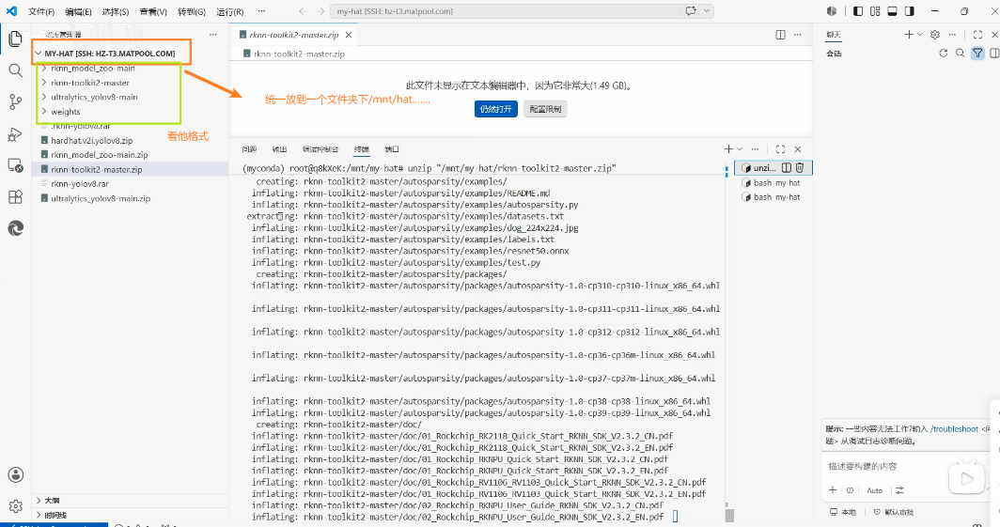 文件(F) 编辑(E) 选择(S) 查看(V) 转到(G) 运行(R) ··· my-hat [SSH: hz-t3.matpool.com]
资源管理器 ···
MY-HAT [SSH: HZ-T3.MATPOOL.COM]
rknn_model_zoo-main
rknn-toolkit2-master
ultralytics_yolov8-main
weights
.rknn-yolov8.rar
hardhat.v2i.yolov8.zip
rknn_model_zoo-main.zip
rknn-toolkit2-master.zip
rknn-yolov8.rar
ultralytics_yolov8-main.zip
看他格式
大纲
时间线
rknn-toolkit2-master.zip
rknn-toolkit2-master.zip
此文件未显示在文本编辑器中，因为它非常大(1.49 GB)。
统一放到一个文件夹下/mnt/hat.......
仍然打开 配置限制
问题 输出 调试控制台 终端 端口
(myconda) root@q8kXeK:/mnt/my-hat# unzip "/mnt/my-hat/rknn-toolkit2-master.zip"
creating: rknn-toolkit2-master/autosparsity/examples/
inflating: rknn-toolkit2-master/autosparsity/examples/README.md
inflating: rknn-toolkit2-master/autosparsity/examples/autosparsity.py
extracting: rknn-toolkit2-master/autosparsity/examples/datasets.txt
inflating: rknn-toolkit2-master/autosparsity/examples/dog_224x224.jpg
inflating: rknn-toolkit2-master/autosparsity/examples/labels.txt
inflating: rknn-toolkit2-master/autosparsity/examples/resnet50.onnx
inflating: rknn-toolkit2-master/autosparsity/examples/test.py
creating: rknn-toolkit2-master/autosparsity/packages/
inflating: rknn-toolkit2-master/autosparsity/packages/autosparsity-1.0-cp310-cp310-linux_x86_64.whl
inflating: rknn-toolkit2-master/autosparsity/packages/autosparsity-1.0-cp311-cp311-linux_x86_64.whl
inflating: rknn-toolkit2-master/autosparsity/packages/autosparsity-1.0-cp312-cp312-linux_x86_64.whl
inflating: rknn-toolkit2-master/autosparsity/packages/autosparsity-1.0-cp36-cp36m-linux_x86_64.whl
inflating: rknn-toolkit2-master/autosparsity/packages/autosparsity-1.0-cp37-cp37m-linux_x86_64.whl
inflating: rknn-toolkit2-master/autosparsity/packages/autosparsity-1.0-cp38-cp38-linux_x86_64.whl
inflating: rknn-toolkit2-master/autosparsity/packages/autosparsity-1.0-cp39-cp39-linux_x86_64.whl
creating: rknn-toolkit2-master/doc/
inflating: rknn-toolkit2-master/doc/01_Rockchip_RK2118_Quick_Start_RKNN_SDK_V2.3.2_CN.pdf
inflating: rknn-toolkit2-master/doc/01_Rockchip_RK2118_Quick_Start_RKNN_SDK_V2.3.2_EN.pdf
inflating: rknn-toolkit2-master/doc/01_Rockchip_RKNPU_Quick_Start_RKNN_SDK_V2.3.2_CN.pdf
inflating: rknn-toolkit2-master/doc/01_Rockchip_RKNPU_Quick_Start_RKNN_SDK_V2.3.2_EN.pdf
inflating: rknn-toolkit2-master/doc/01_Rockchip_RV1106_RV1103_Quick_Start_RKNN_SDK_V2.3.2_CN.pdf
inflating: rknn-toolkit2-master/doc/01_Rockchip_RV1106_RV1103_Quick_Start_RKNN_SDK_V2.3.2_EN.pdf
inflating: rknn-toolkit2-master/doc/02_Rockchip_RKNPU_User_Guide_RKNN_SDK_V2.3.2_CN.pdf
inflating: rknn-toolkit2-master/doc/02_Rockchip_RKNPU_User_Guide_RKNN_SDK_V2.3.2_EN.pdf
unzi...
bash my-hat
bash my-hat
聊天
会话
提示: 一些内容无法工作?输入 /troubleshoot
题> 从调试日志诊断问题。
描述要构建的内容
Auto
本地 默认审批